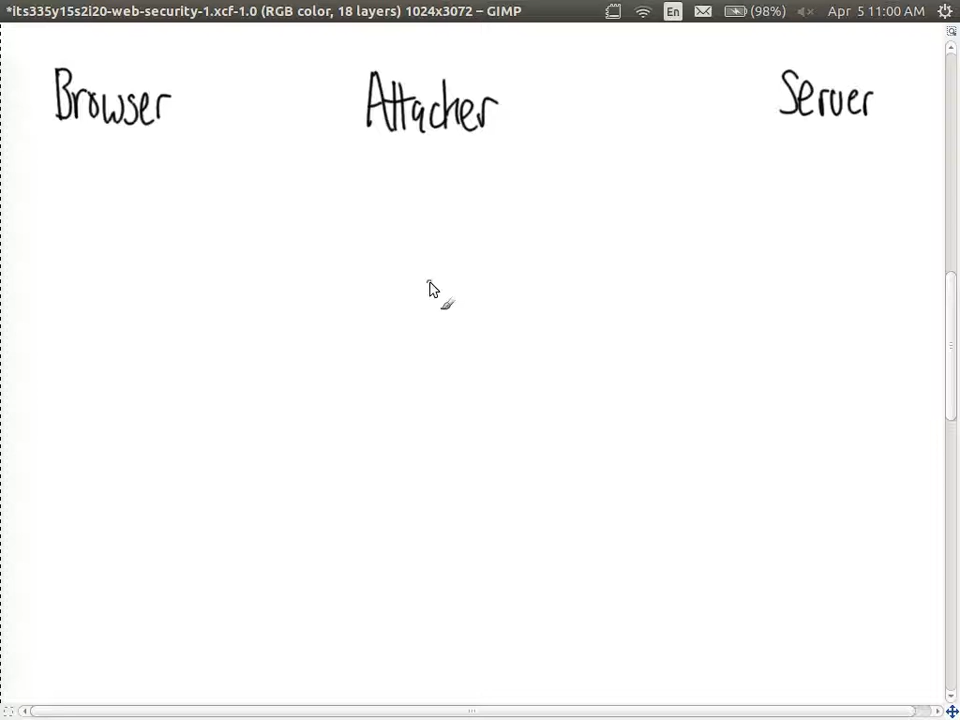 *its335y15s2i20-web-security-1.xcf-1.0 (RGB color, 18 layers) 1024x3072 – GIMP En (98%) Apr 5 11:00 AM
Browser Attacker Server